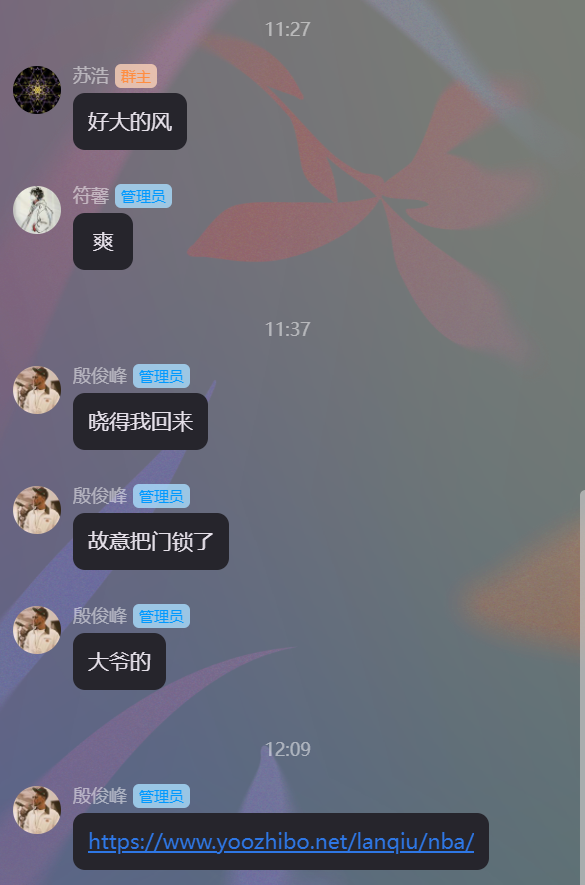 11:27
苏浩 群主
好大的风
符馨 管理员
爽
11:37
殷俊峰 管理员
晓得我回来
殷俊峰 管理员
故意把门锁了
殷俊峰 管理员
大爷的
12:09
殷俊峰 管理员
https://www.yoozhibo.net/lanqiu/nba/